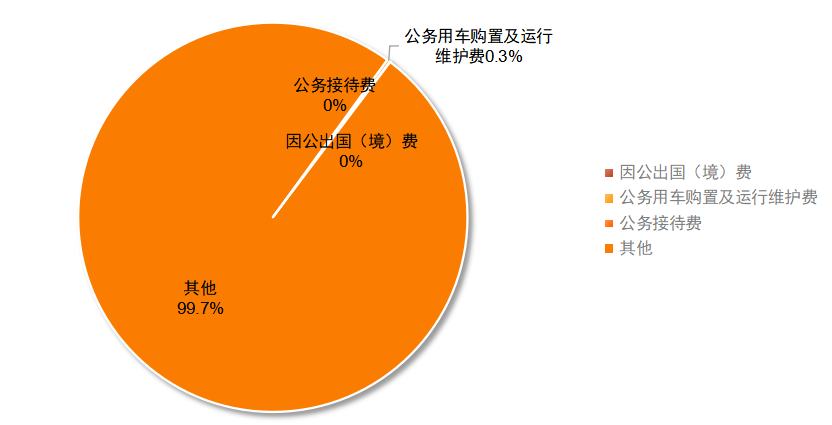 公务用车购置及运行
维护费0.3%
公务接待费
0%
因公出国（境）费
0%
其他
99.7%
因公出国（境）费
公务用车购置及运行维护费
公务接待费
其他